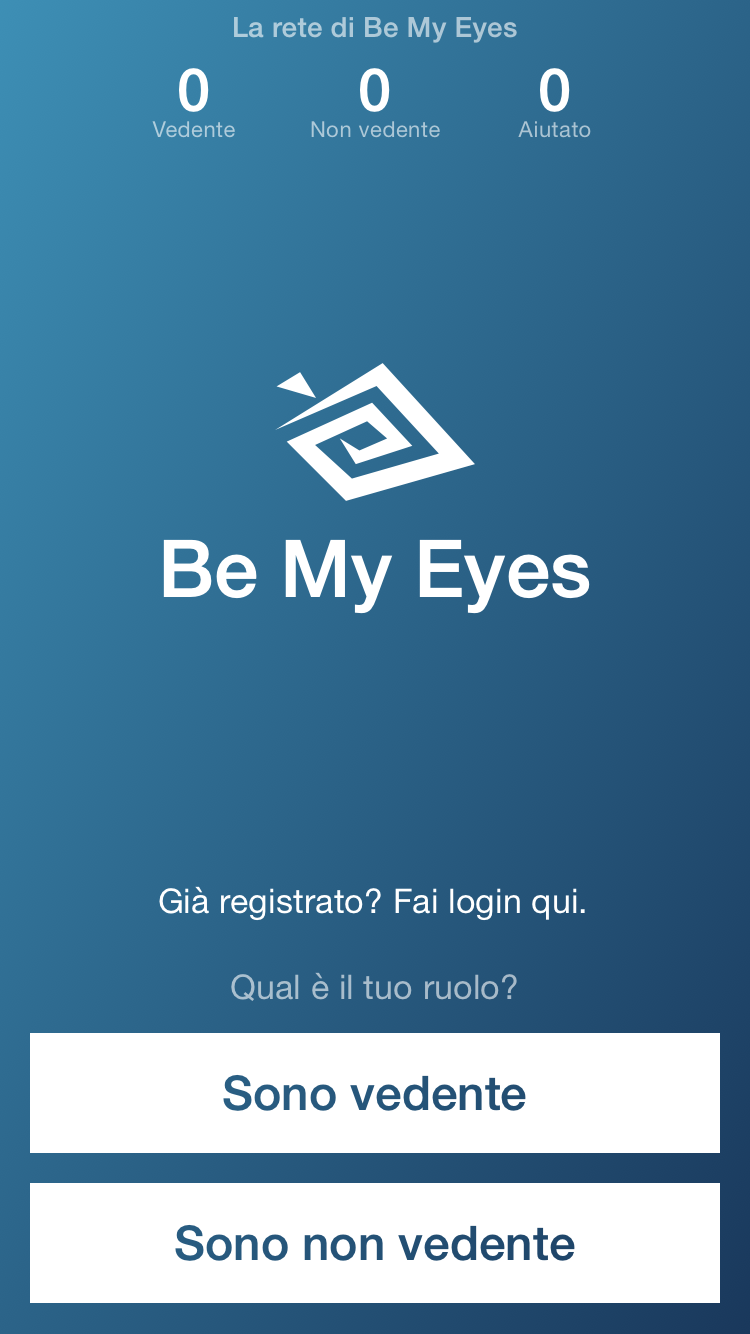 La rete di Be My Eyes
0 0 0
Vedente Non vedente Aiutato
Be My Eyes
Già registrato? Fai login qui.
Qual è il tuo ruolo?
Sono vedente
Sono non vedente